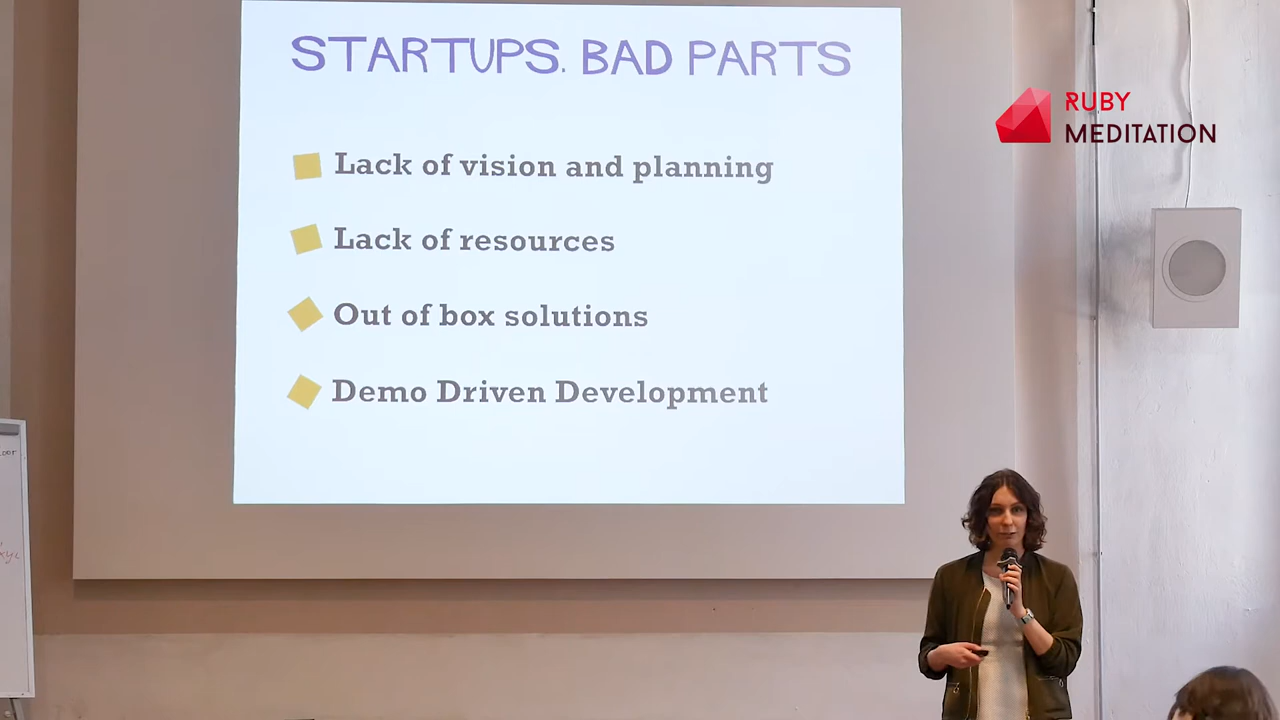 STARTUPS. BAD PARTS
RUBY
MEDITATION
Lack of vision and planning
Lack of resources
Out of box solutions
Demo Driven Development